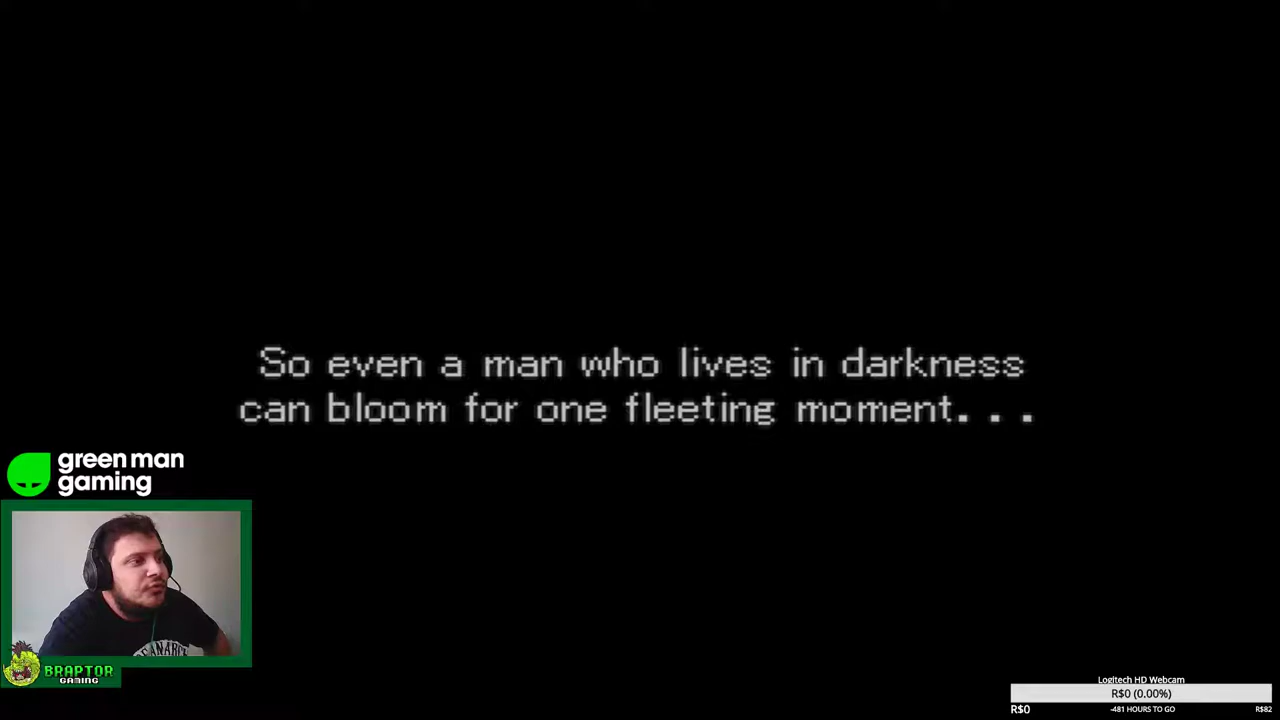 So even a man who lives in darkness
can bloom for one fleeting moment. . .
green man
gaming
BRAPTOR
GAMING
Logitech HD Webcam
R$0 (0.00%)
R$0
-481 HOURS TO GO
R$82